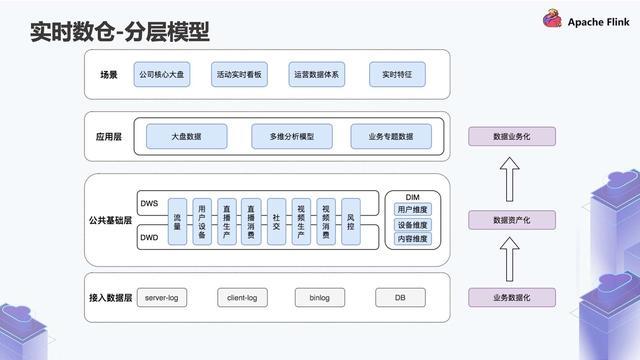 实时数仓-分层模型
Apache Flink
场景
公司核心大盘
活动实时看板
运营数据体系
实时特征
应用层
大盘数据
多维分析模型
业务专题数据
数据业务化
公共基础层
DWS
DWD
流量
用户设备
直播生产
直播消费
社交
视频生产
视频消费
风控
DIM
用户维度
设备维度
内容维度
数据资产化
接入数据层
server-log
client-log
binlog
DB
业务数据化